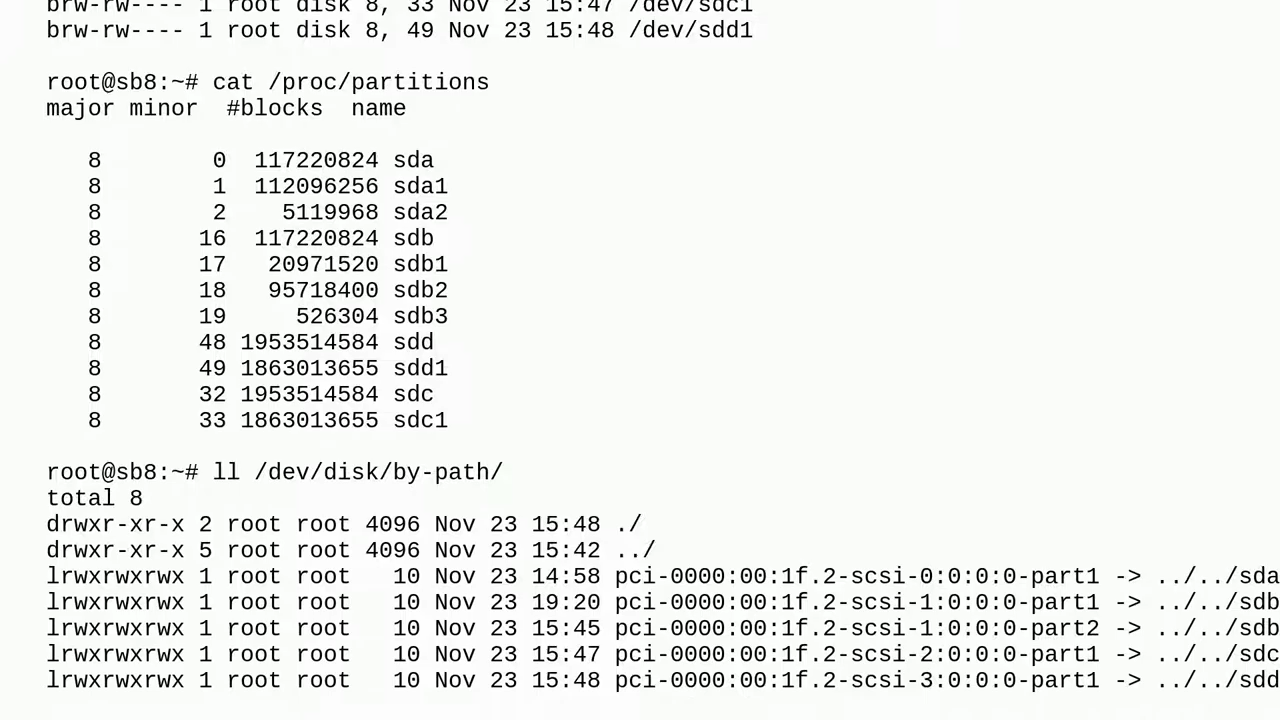 brw-rw---- 1 root disk 8, 33 Nov 23 15:47 /dev/sdc1
brw-rw---- 1 root disk 8, 49 Nov 23 15:48 /dev/sdd1

root@sb8:~# cat /proc/partitions
major minor  #blocks  name

   8        0  117220824 sda
   8        1  112096256 sda1
   8        2    5119968 sda2
   8       16  117220824 sdb
   8       17   20971520 sdb1
   8       18   95718400 sdb2
   8       19     526304 sdb3
   8       48 1953514584 sdd
   8       49 1863013655 sdd1
   8       32 1953514584 sdc
   8       33 1863013655 sdc1

root@sb8:~# ll /dev/disk/by-path/
total 8
drwxr-xr-x 2 root root 4096 Nov 23 15:48 ./
drwxr-xr-x 5 root root 4096 Nov 23 15:42 ../
lrwxrwxrwx 1 root root   10 Nov 23 14:58 pci-0000:00:1f.2-scsi-0:0:0:0-part1 -> ../../sda
lrwxrwxrwx 1 root root   10 Nov 23 19:20 pci-0000:00:1f.2-scsi-1:0:0:0-part1 -> ../../sdb
lrwxrwxrwx 1 root root   10 Nov 23 15:45 pci-0000:00:1f.2-scsi-1:0:0:0-part2 -> ../../sdb
lrwxrwxrwx 1 root root   10 Nov 23 15:47 pci-0000:00:1f.2-scsi-2:0:0:0-part1 -> ../../sdc
lrwxrwxrwx 1 root root   10 Nov 23 15:48 pci-0000:00:1f.2-scsi-3:0:0:0-part1 -> ../../sdd